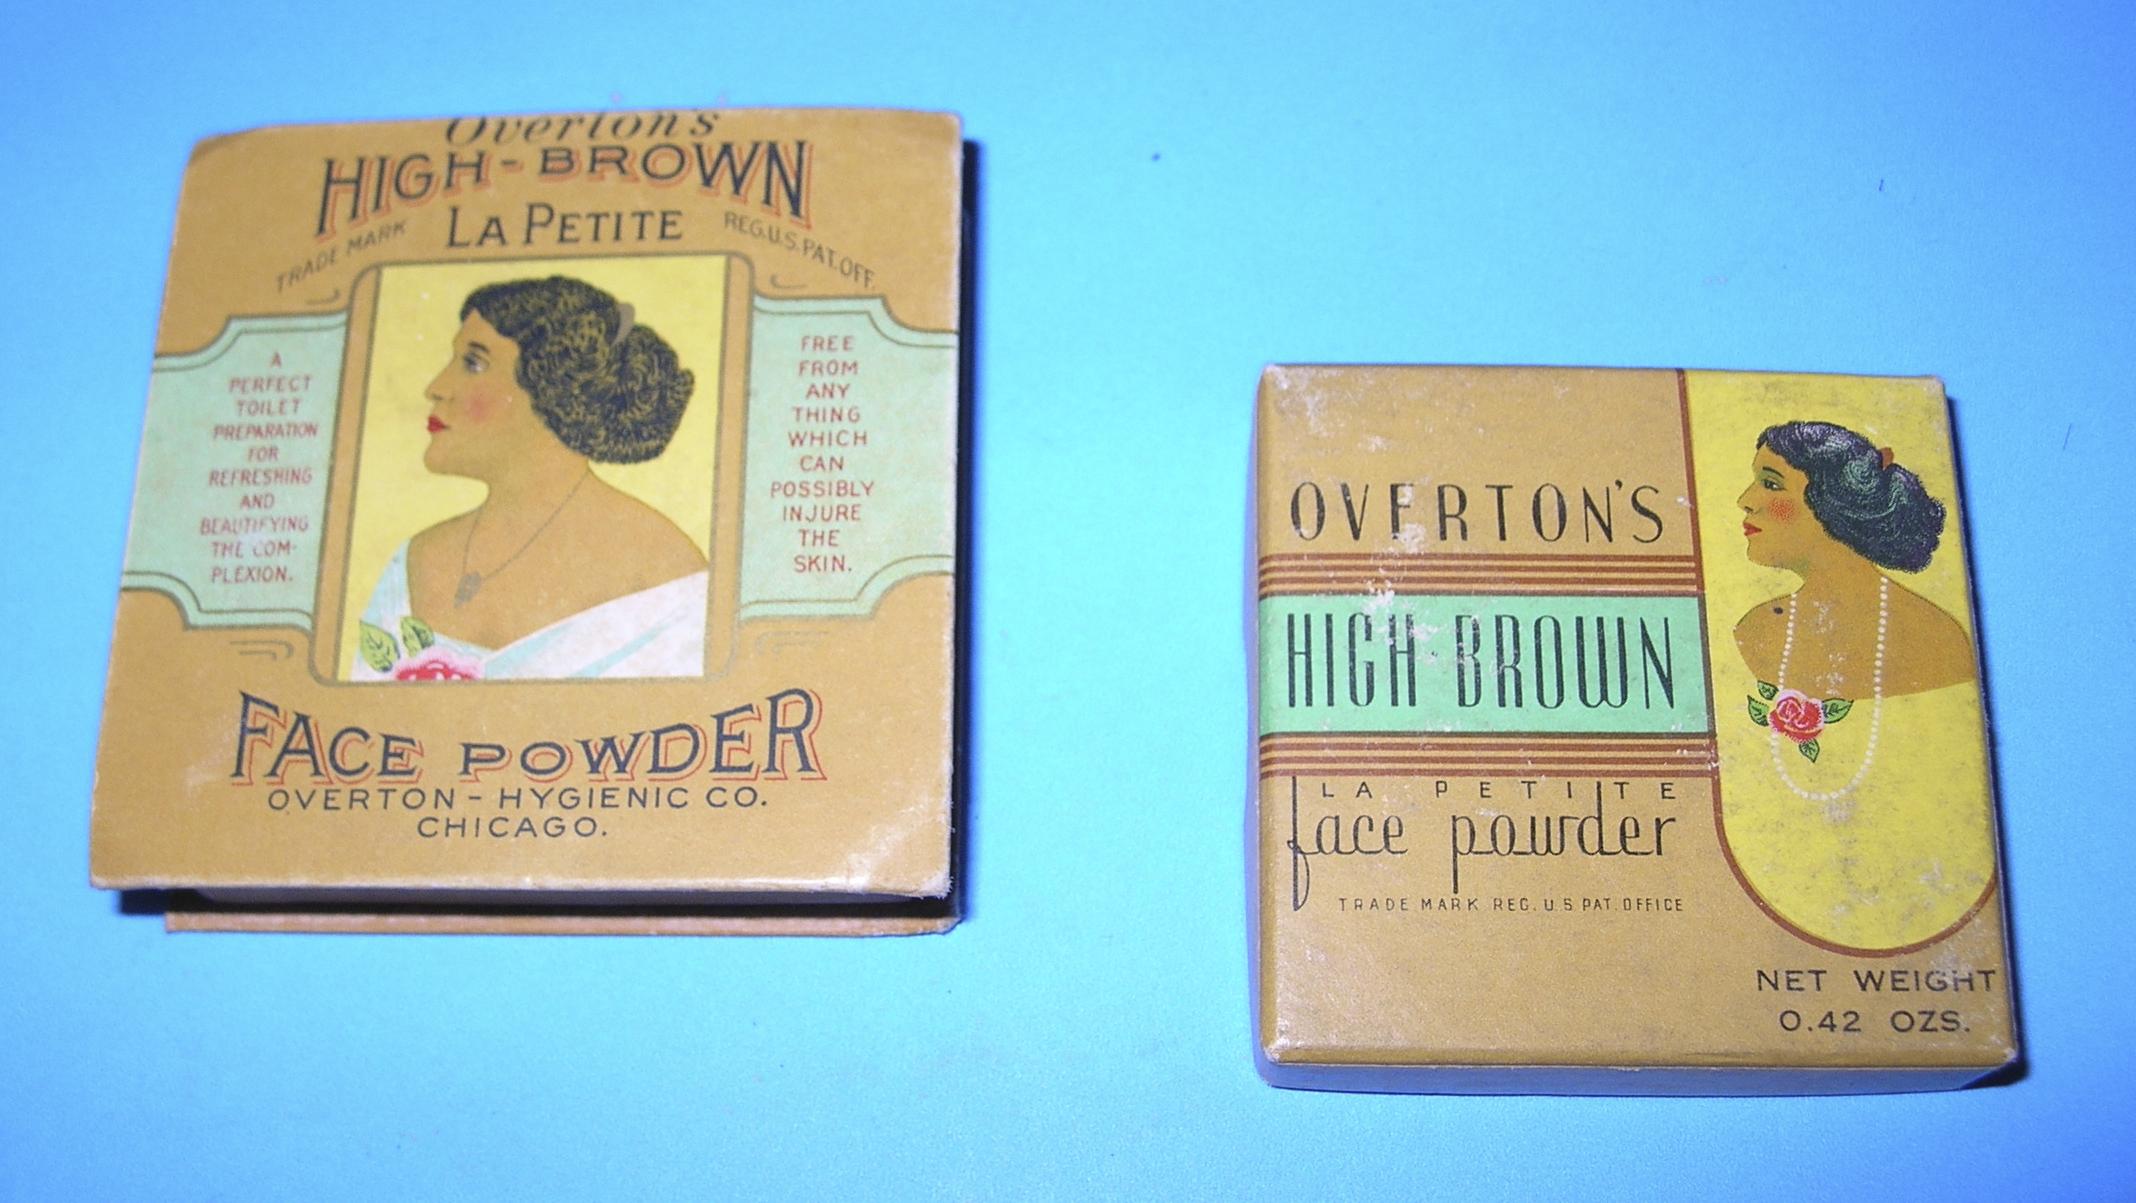 Overton's
HIGH-BROWN
TRADE MARK LA PETITE REG.U.S.PAT.OFF.
A
PERFECT
TOILET
PREPARATION
FOR
REFRESHING
AND
BEAUTIFYING
THE COM-
PLEXION.
FREE
FROM
ANY
THING
WHICH
CAN
POSSIBLY
INJURE
THE
SKIN.
FACE POWDER
OVERTON-HYGIENIC CO.
CHICAGO.
OVERTON'S
HIGH-BROWN
LA PETITE
face powder
TRADE MARK REG. U.S PAT. OFFICE
NET WEIGHT
0.42 OZS.